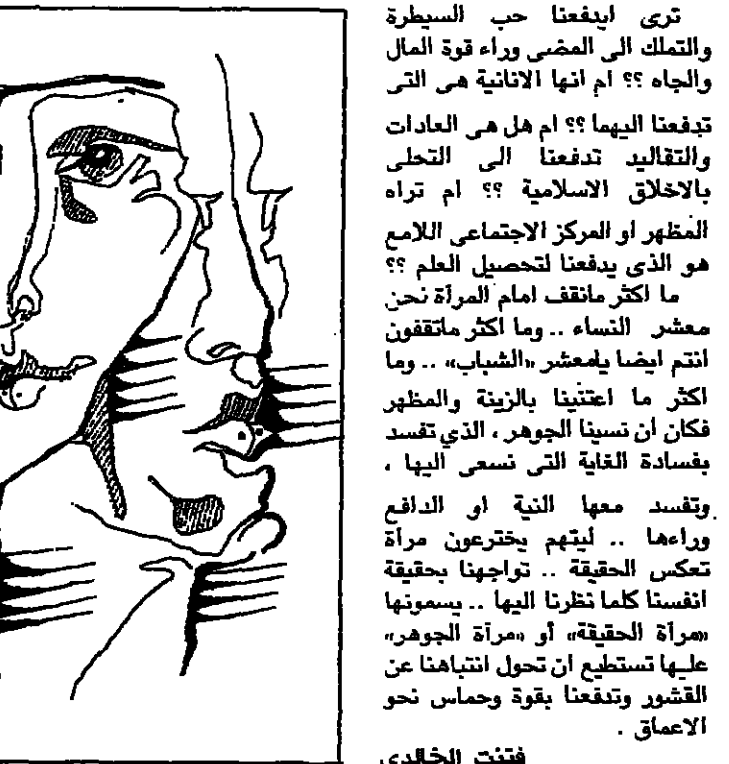 ترى ايدفعنا حب السيطرة
والتملك الى المضى وراء قوة المال
والجاه ؟؟ ام انها الانانية هى التى
تدفعنا اليهما ؟؟ ام هل هى العادات
والتقاليد تدفعنا الى التحلى
بالاخلاق الاسلامية ؟؟ ام تراه
المظهر او المركز الاجتماعى اللامع
هو الذى يدفعنا لتحصيل العلم ؟؟
ما اكثر مانقف امام المرآة نحن
معشر النساء .. وما اكثر ماتقفون
انتم ايضا يامعشر «الشباب» .. وما
اكثر ما اعتنينا بالزينة والمظهر
فكان أن نسينا الجوهر ، الذي تفسد
بفسادة الغاية التى نسعى اليها ،
وتفسد معها النية او الدافع
وراءها .. ليتهم يخترعون مرآة
تعكس الحقيقة .. تواجهنا بحقيقة
انفسنا كلما نظرنا اليها .. يسمونها
«مرآة الحقيقة» أو «مرآة الجوهر»
علها تستطيع ان تحول انتباهنا عن
القشور وتدفعنا بقوة وحماس نحو
الاعماق .
فتنت الخالدي